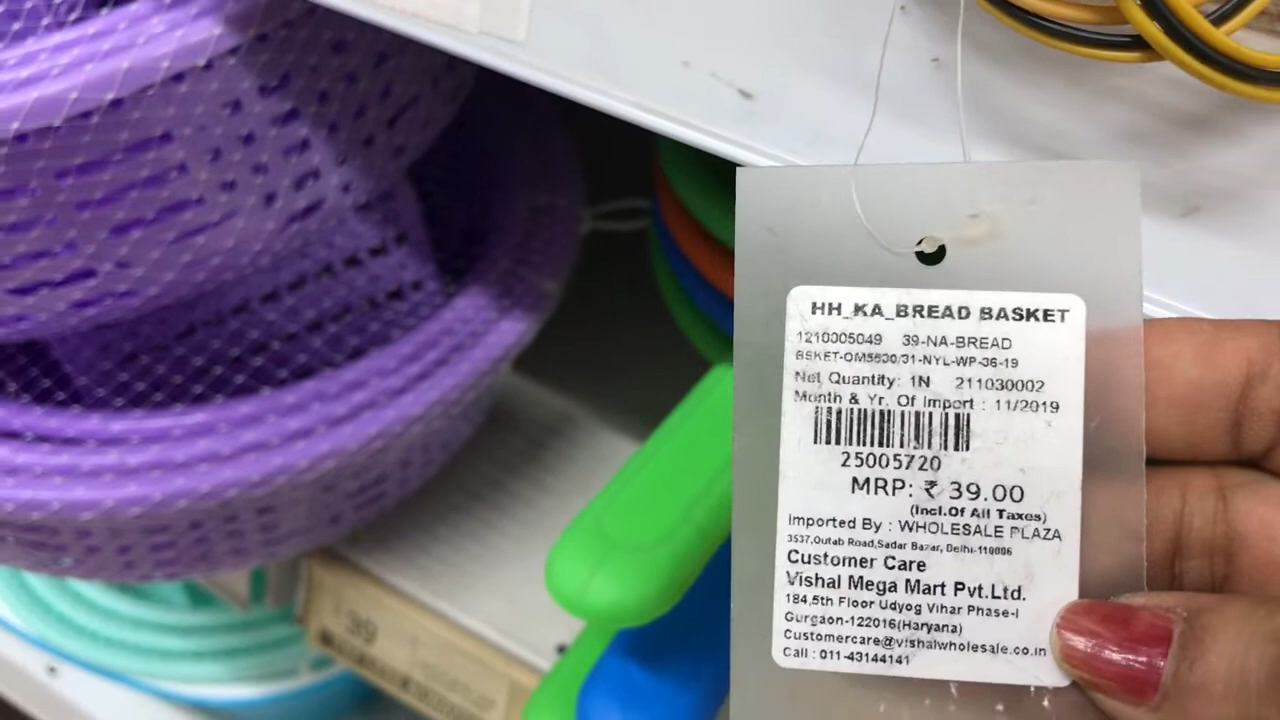 HH_KA_BREAD BASKET
1210005049 39-NA-BREAD
BSKET-OM5630/31-NYL-WP-36-19
Net Quantity: 1N 211030002
Month & Yr. Of Import : 11/2019
25005720
MRP: ₹ 39.00
(Incl.Of All Taxes)
Imported By : WHOLESALE PLAZA
3537,Qutab Road,Sadar Bazar, Delhi-110006
Customer Care
Vishal Mega Mart Pvt.Ltd.
184,5th Floor Udyog Vihar Phase-I
Gurgaon-122016(Haryana)
Customercare@vishalwholesale.co.in
Call : 011-43144141
39